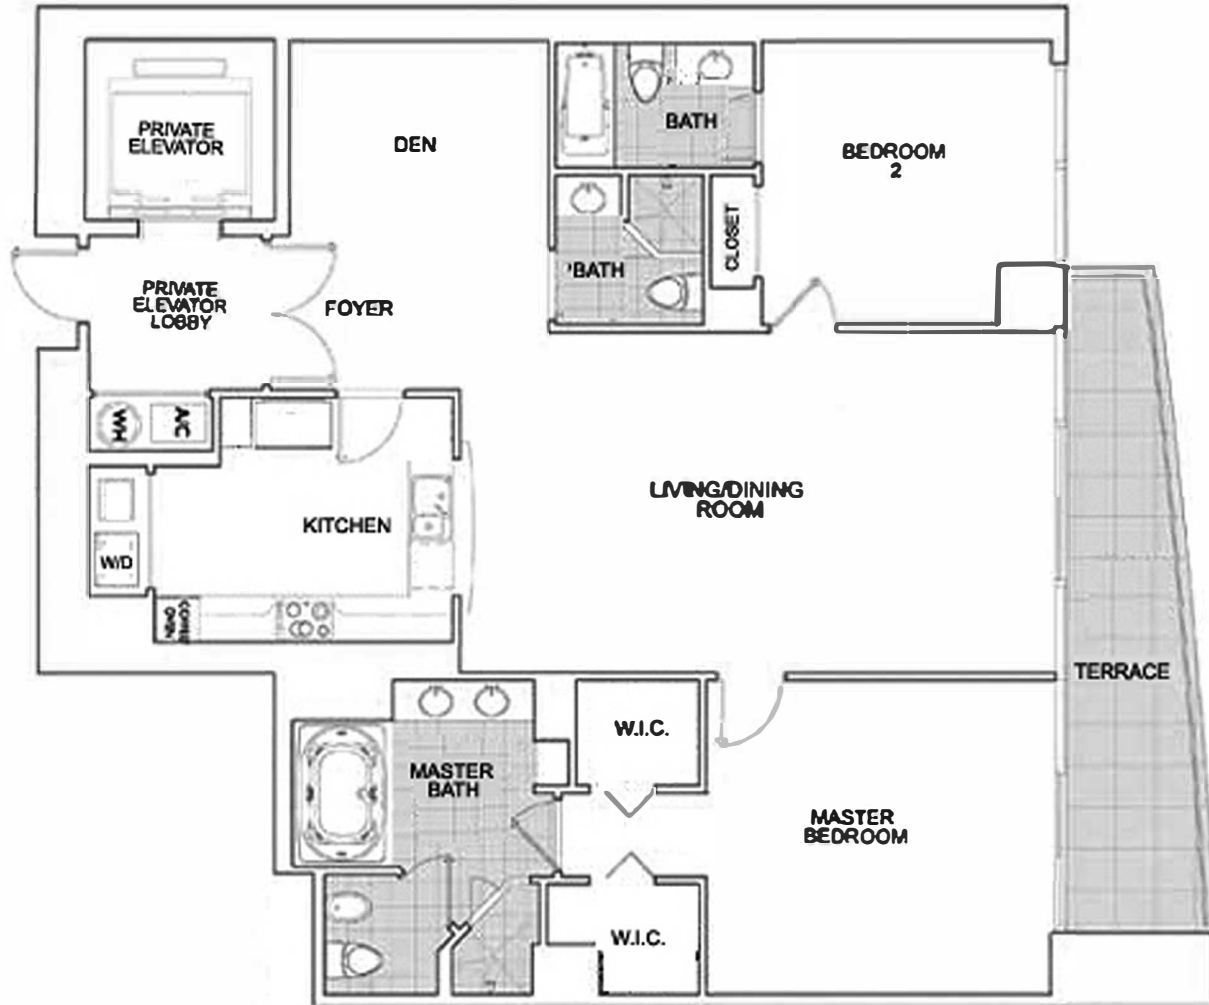 PRIVATE
ELEVATOR
DEN
BATH
BEDROOM
2
'BATH
CLOSET
PRIVATE
ELEVATOR
LOBBY
FOYER
WH
A/C
LIVING/DINING
ROOM
KITCHEN
W/D
OVEN
TERRACE
W.I.C.
MASTER
BATH
MASTER
BEDROOM
W.I.C.